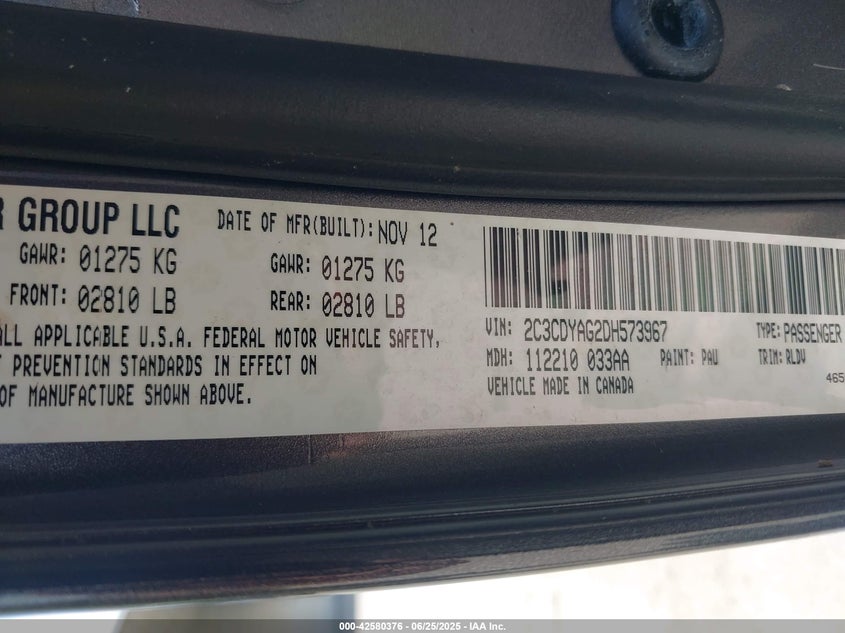 R GROUP LLC
DATE OF MFR(BUILT): NOV 12
GAWR: 01275 KG
GAWR: 01275 KG
FRONT: 02810 LB
REAR: 02810 LB
ALL APPLICABLE U.S.A. FEDERAL MOTOR VEHICLE SAFETY,
T PREVENTION STANDARDS IN EFFECT ON
OF MANUFACTURE SHOWN ABOVE.
VIN: 2C3CDYAG2DH573967
TYPE: PASSENGER
MDH: 112210 033AA
PAINT: PAU
TRIM: RLDV
VEHICLE MADE IN CANADA
465
000-42580376 - 06/25/2025 - IAA Inc.